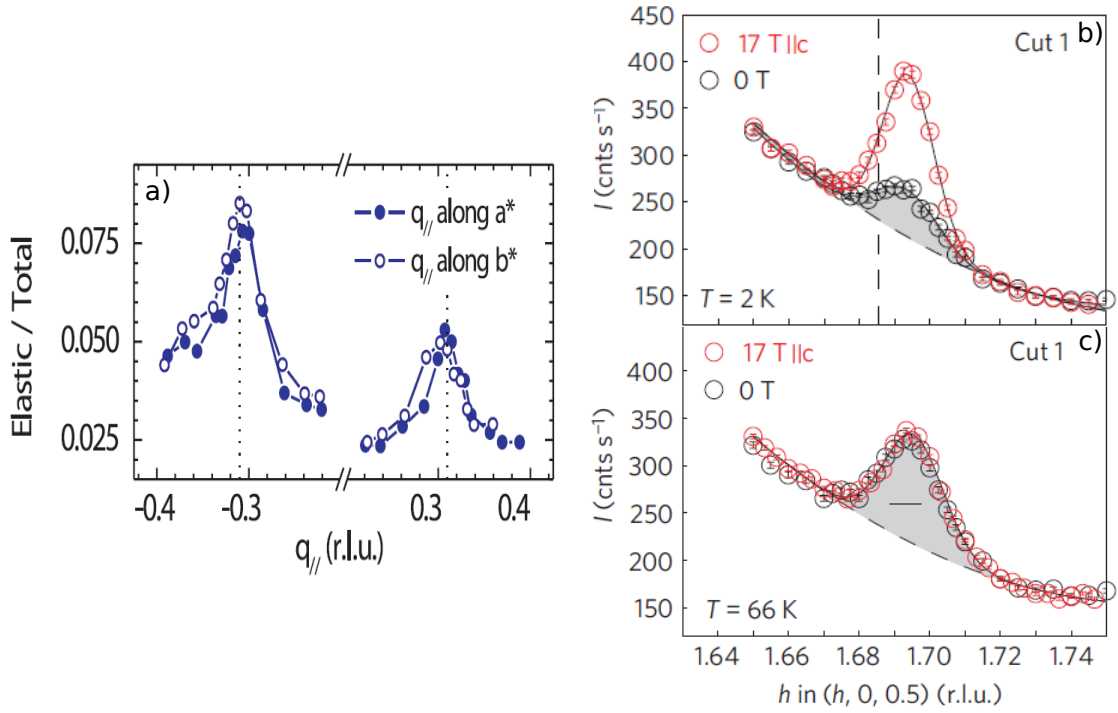 a)
q// along a*
q// along b*
0.075
0.050
0.025
Elastic / Total
-0.4
-0.3
0.3
0.4
q// (r.l.u.)
b)
17 T||c
0 T
Cut 1
450
400
350
300
250
200
150
I (cnts s⁻¹)
T = 2 K
c)
17 T||c
0 T
Cut 1
400
350
300
250
200
150
I (cnts s⁻¹)
T = 66 K
1.64
1.66
1.68
1.70
1.72
1.74
h in (h, 0, 0.5) (r.l.u.)